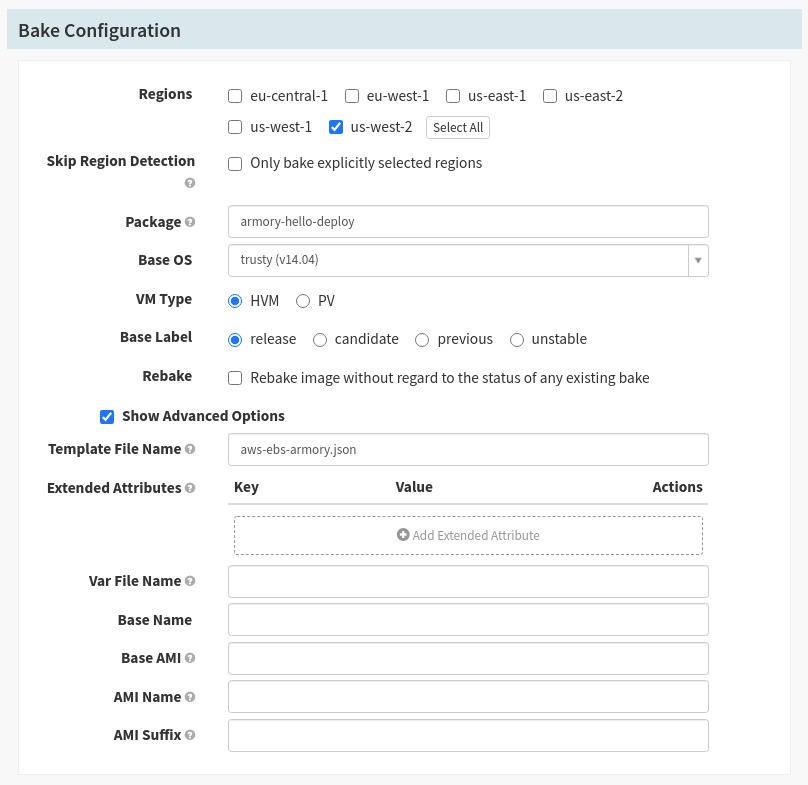 Bake Configuration
Regions eu-central-1 eu-west-1 us-east-1 us-east-2
us-west-1 us-west-2 Select All
Skip Region Detection Only bake explicitly selected regions
Package armory-hello-deploy
Base OS trusty (v14.04)
VM Type HVM PV
Base Label release candidate previous unstable
Rebake Rebake image without regard to the status of any existing bake
Show Advanced Options
Template File Name aws-ebs-armory.json
Extended Attributes Key Value Actions
Add Extended Attribute
Var File Name
Base Name
Base AMI
AMI Name
AMI Suffix